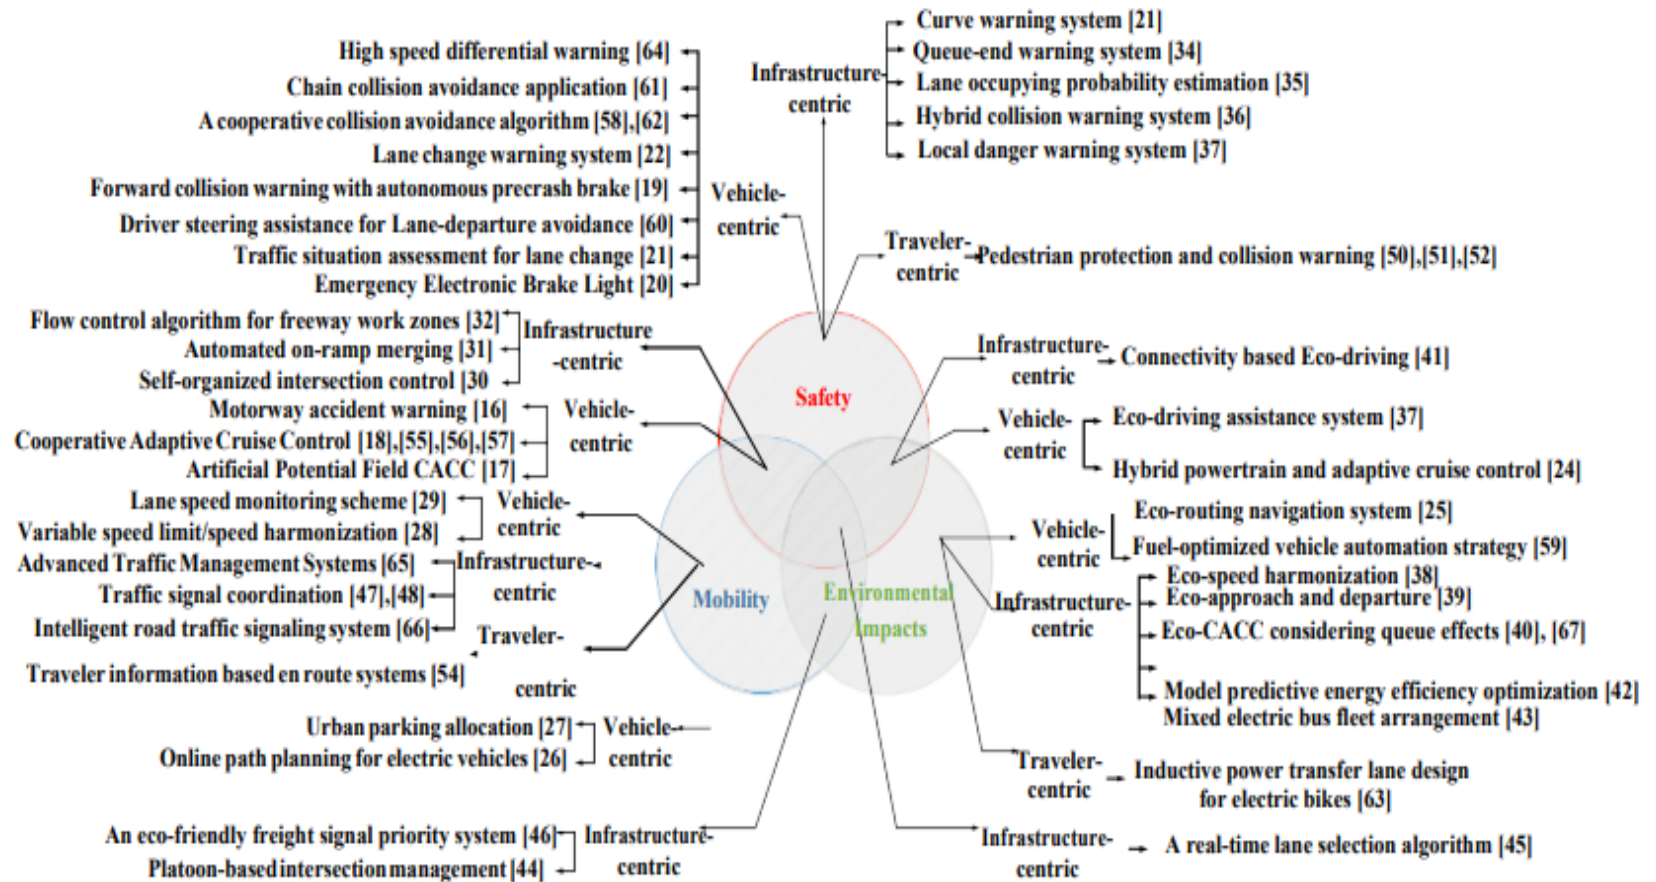 High speed differential warning [64]
Chain collision avoidance application [61]
A cooperative collision avoidance algorithm [58],[62]
Lane change warning system [22]
Forward collision warning with autonomous precrash brake [19]
Driver steering assistance for Lane-departure avoidance [60]
Traffic situation assessment for lane change [21]
Emergency Electronic Brake Light [20]
Vehicle-
centric
Infrastructure-
centric
Curve warning system [21]
Queue-end warning system [34]
Lane occupying probability estimation [35]
Hybrid collision warning system [36]
Local danger warning system [37]
Traveler-
centric
Pedestrian protection and collision warning [50],[51],[52]
Flow control algorithm for freeway work zones [32]
Automated on-ramp merging [31]
Self-organized intersection control [30
Infrastructure
-centric
Motorway accident warning [16]
Cooperative Adaptive Cruise Control [18],[55],[56],[57]
Artificial Potential Field CACC [17]
Vehicle-
centric
Lane speed monitoring scheme [29]
Variable speed limit/speed harmonization [28]
Vehicle-
centric
Advanced Traffic Management Systems [65]
Traffic signal coordination [47],[48]
Intelligent road traffic signaling system [66]
Infrastructure-
centric
Traveler-
centric
Traveler information based en route systems [54]
Urban parking allocation [27]
Online path planning for electric vehicles [26]
Vehicle-
centric
An eco-friendly freight signal priority system [46]
Platoon-based intersection management [44]
Infrastructure-
centric
Safety
Mobility
Environmental
Impacts
Infrastructure-
centric
Connectivity based Eco-driving [41]
Vehicle-
centric
Eco-driving assistance system [37]
Hybrid powertrain and adaptive cruise control [24]
Vehicle-
centric
Eco-routing navigation system [25]
Fuel-optimized vehicle automation strategy [59]
Infrastructure-
centric
Eco-speed harmonization [38]
Eco-approach and departure [39]
Eco-CACC considering queue effects [40], [67]
Model predictive energy efficiency optimization [42]
Mixed electric bus fleet arrangement [43]
Traveler-
centric
Inductive power transfer lane design
for electric bikes [63]
Infrastructure-
centric
A real-time lane selection algorithm [45]